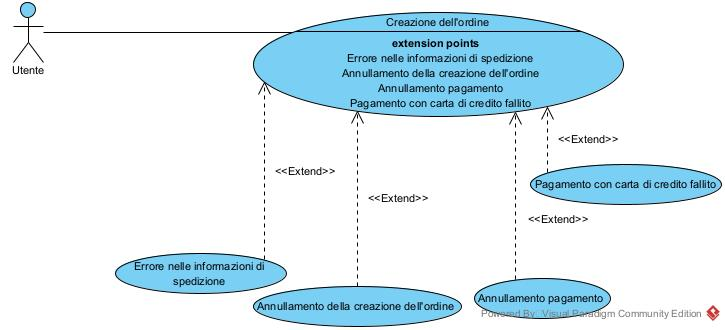 Creazione dell'ordine
extension points
Errore nelle informazioni di spedizione
Annullamento della creazione dell'ordine
Annullamento pagamento
Pagamento con carta di credito fallito
Utente
<<Extend>>
<<Extend>>
<<Extend>>
<<Extend>>
Pagamento con carta di credito fallito
Errore nelle informazioni di
spedizione
Annullamento della creazione dell'ordine
Annullamento pagamento
Powered By: Visual Paradigm Community Edition